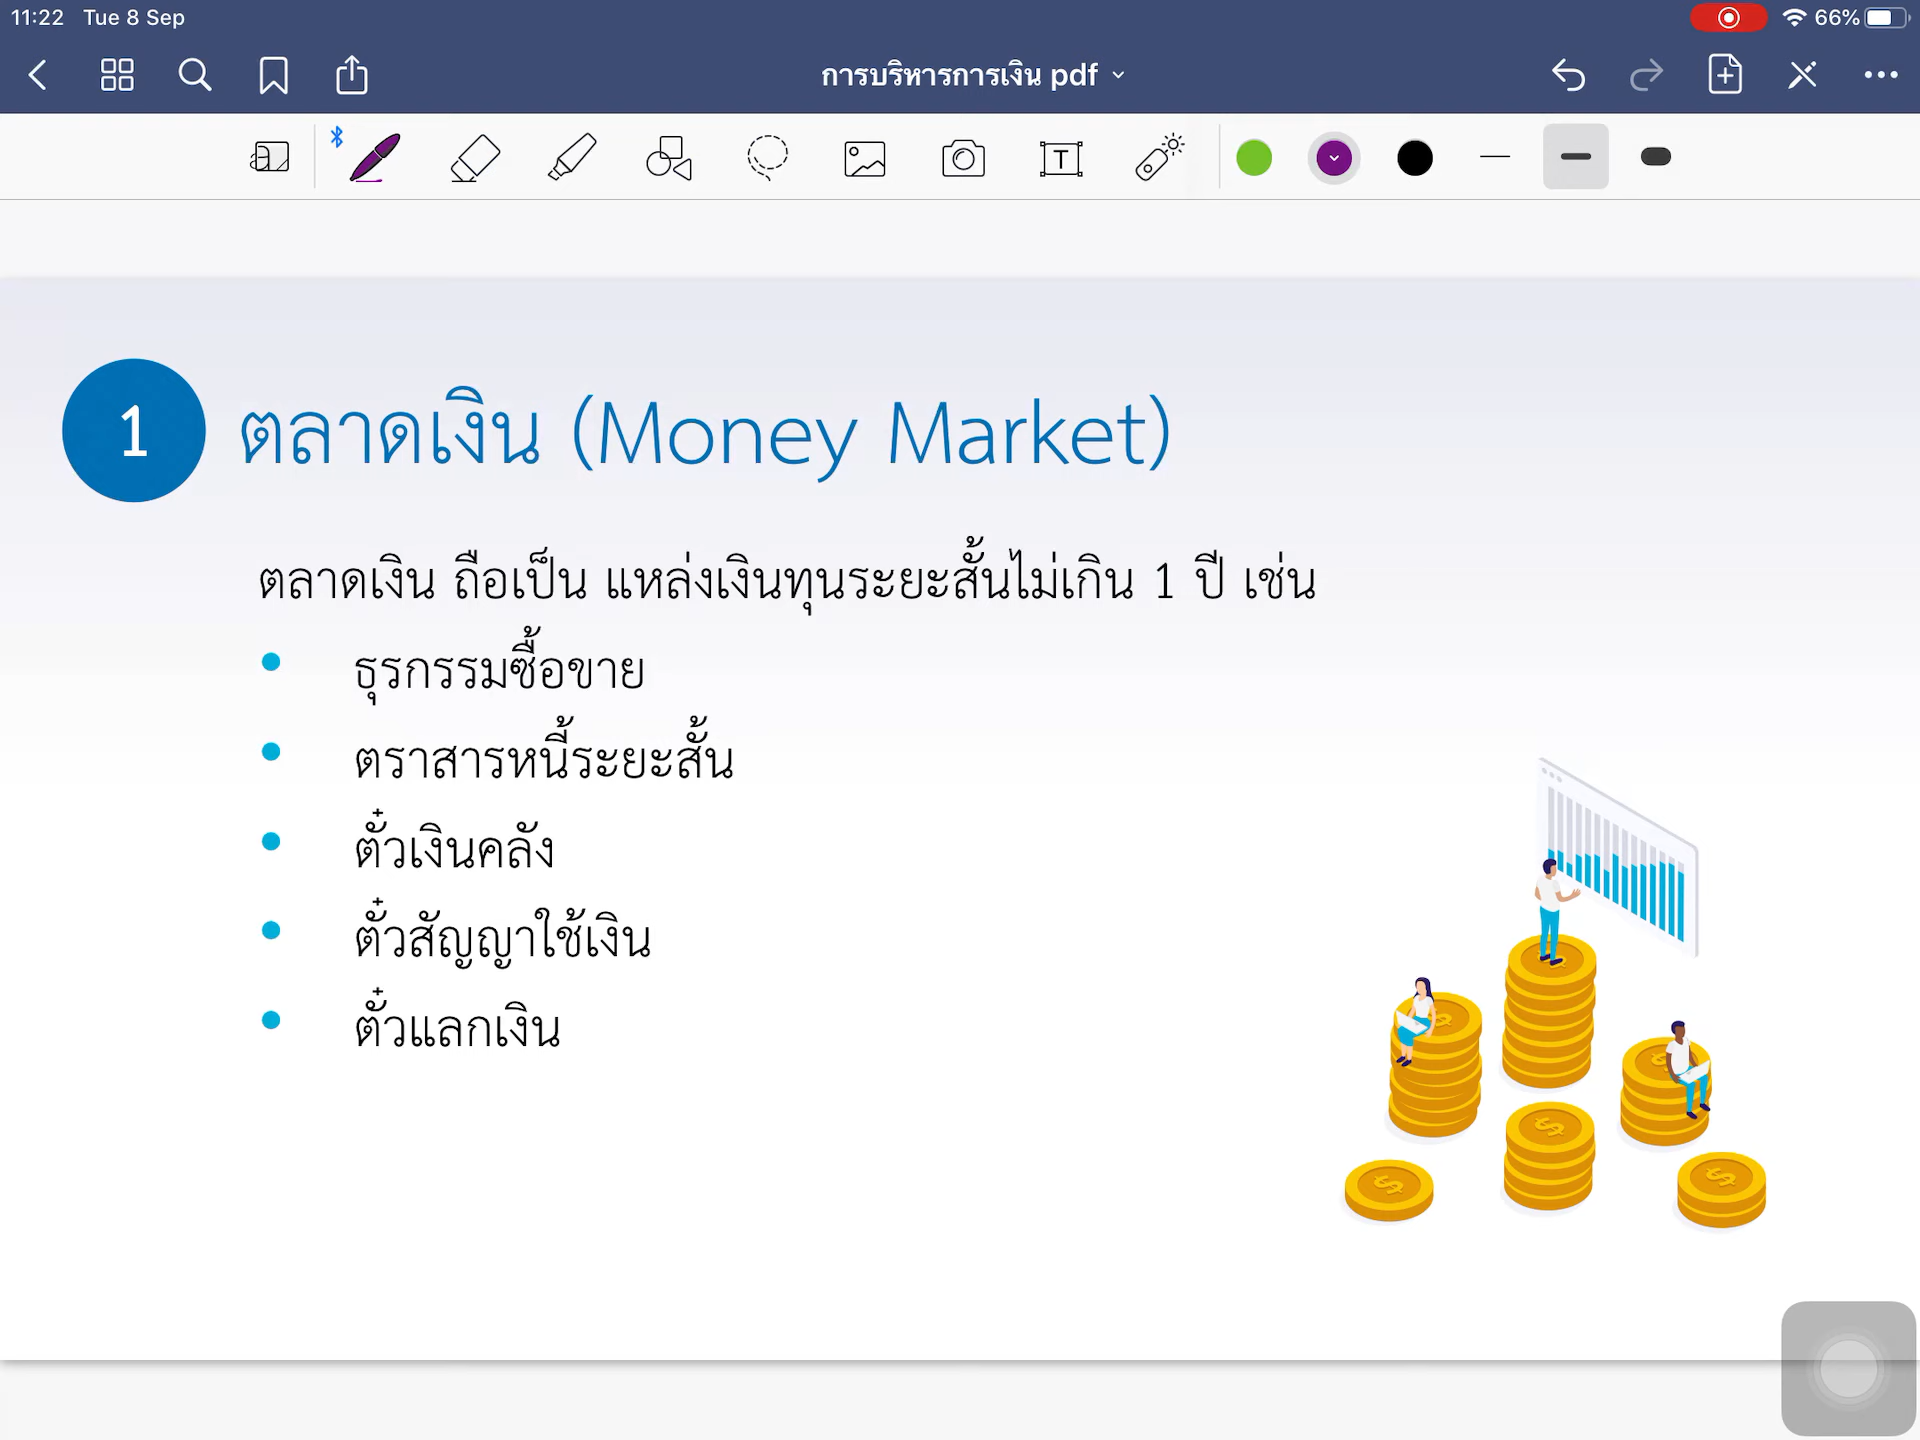 11:22 Tue 8 Sep
66%
การบริหารการเงิน pdf
a
T
1
ตลาดเงิน (Money Market)
ตลาดเงิน ถือเป็น แหล่งเงินทุนระยะสั้นไม่เกิน 1 ปี เช่น
• ธุรกรรมซื้อขาย
• ตราสารหนี้ระยะสั้น
• ตั๋วเงินคลัง
• ตั๋วสัญญาใช้เงิน
• ตั๋วแลกเงิน